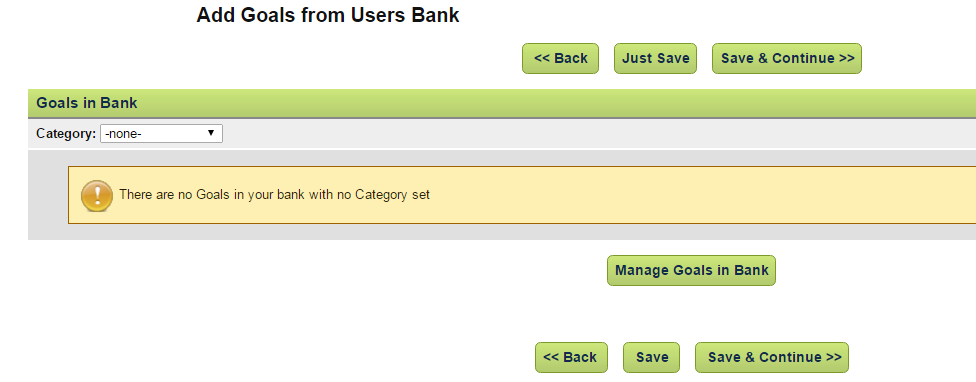 Add Goals from Users Bank
<< Back Just Save Save & Continue >>
Goals in Bank
Category: -none-
There are no Goals in your bank with no Category set
Manage Goals in Bank
<< Back Save Save & Continue >>